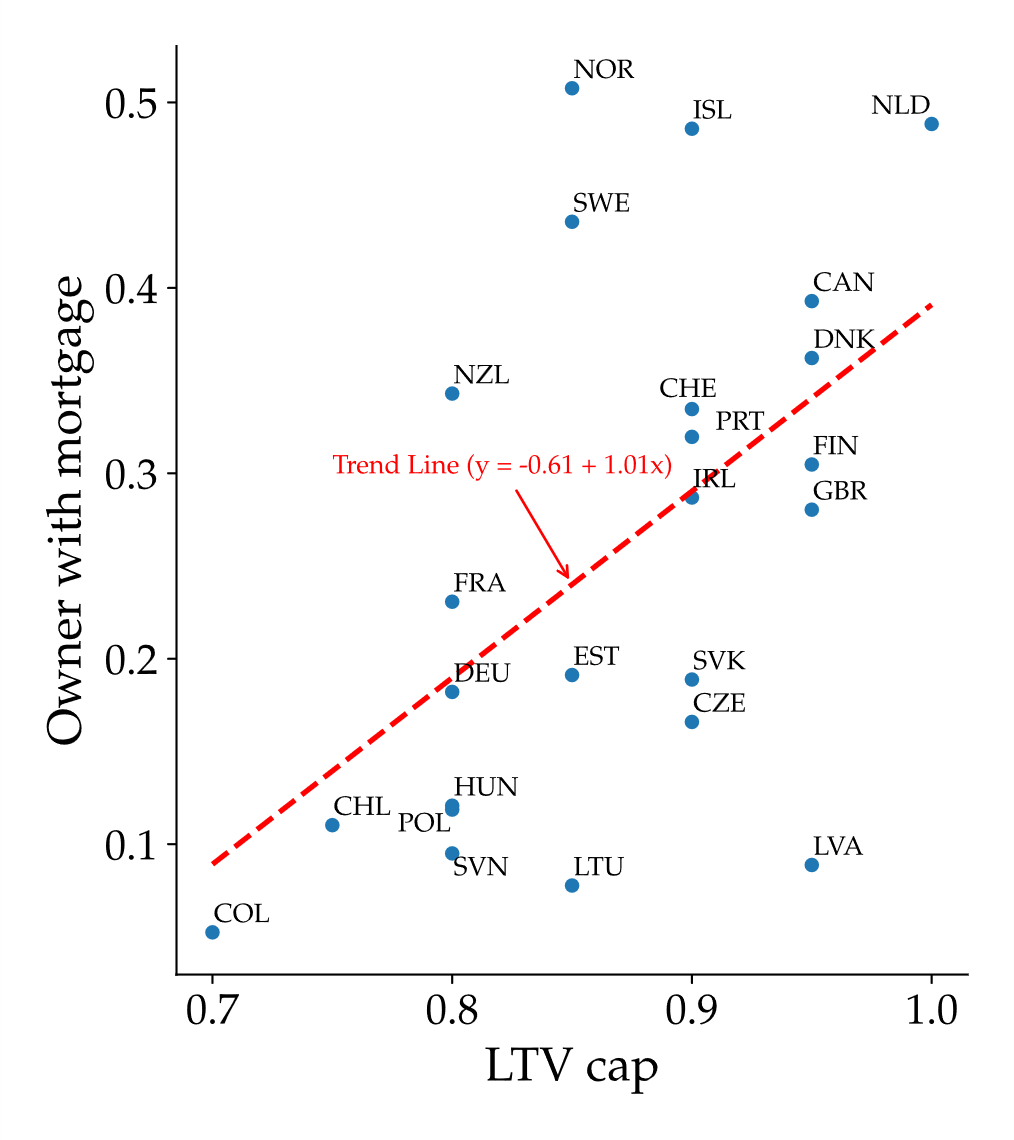 NOR
0.5
ISL
NLD
SWE
0.4
CAN
DNK
NZL
CHE
PRT
Trend Line (y = -0.61 + 1.01x)
FIN
0.3
IRL
GBR
FRA
EST
SVK
0.2
DEU
CZE
HUN
CHL
POL
0.1
LVA
SVN
LTU
COL
Owner with mortgage
0.7
0.8
0.9
1.0
LTV cap